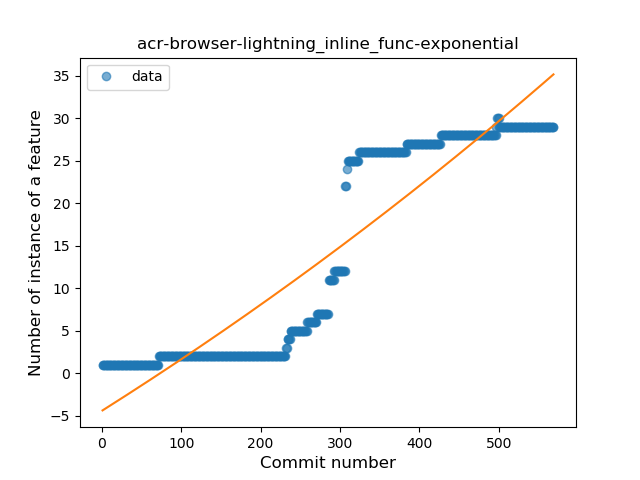 acr-browser-lightning_inline_func-exponential
data
Number of instance of a feature
35
30
25
20
15
10
5
0
−5
0 100 200 300 400 500
Commit number